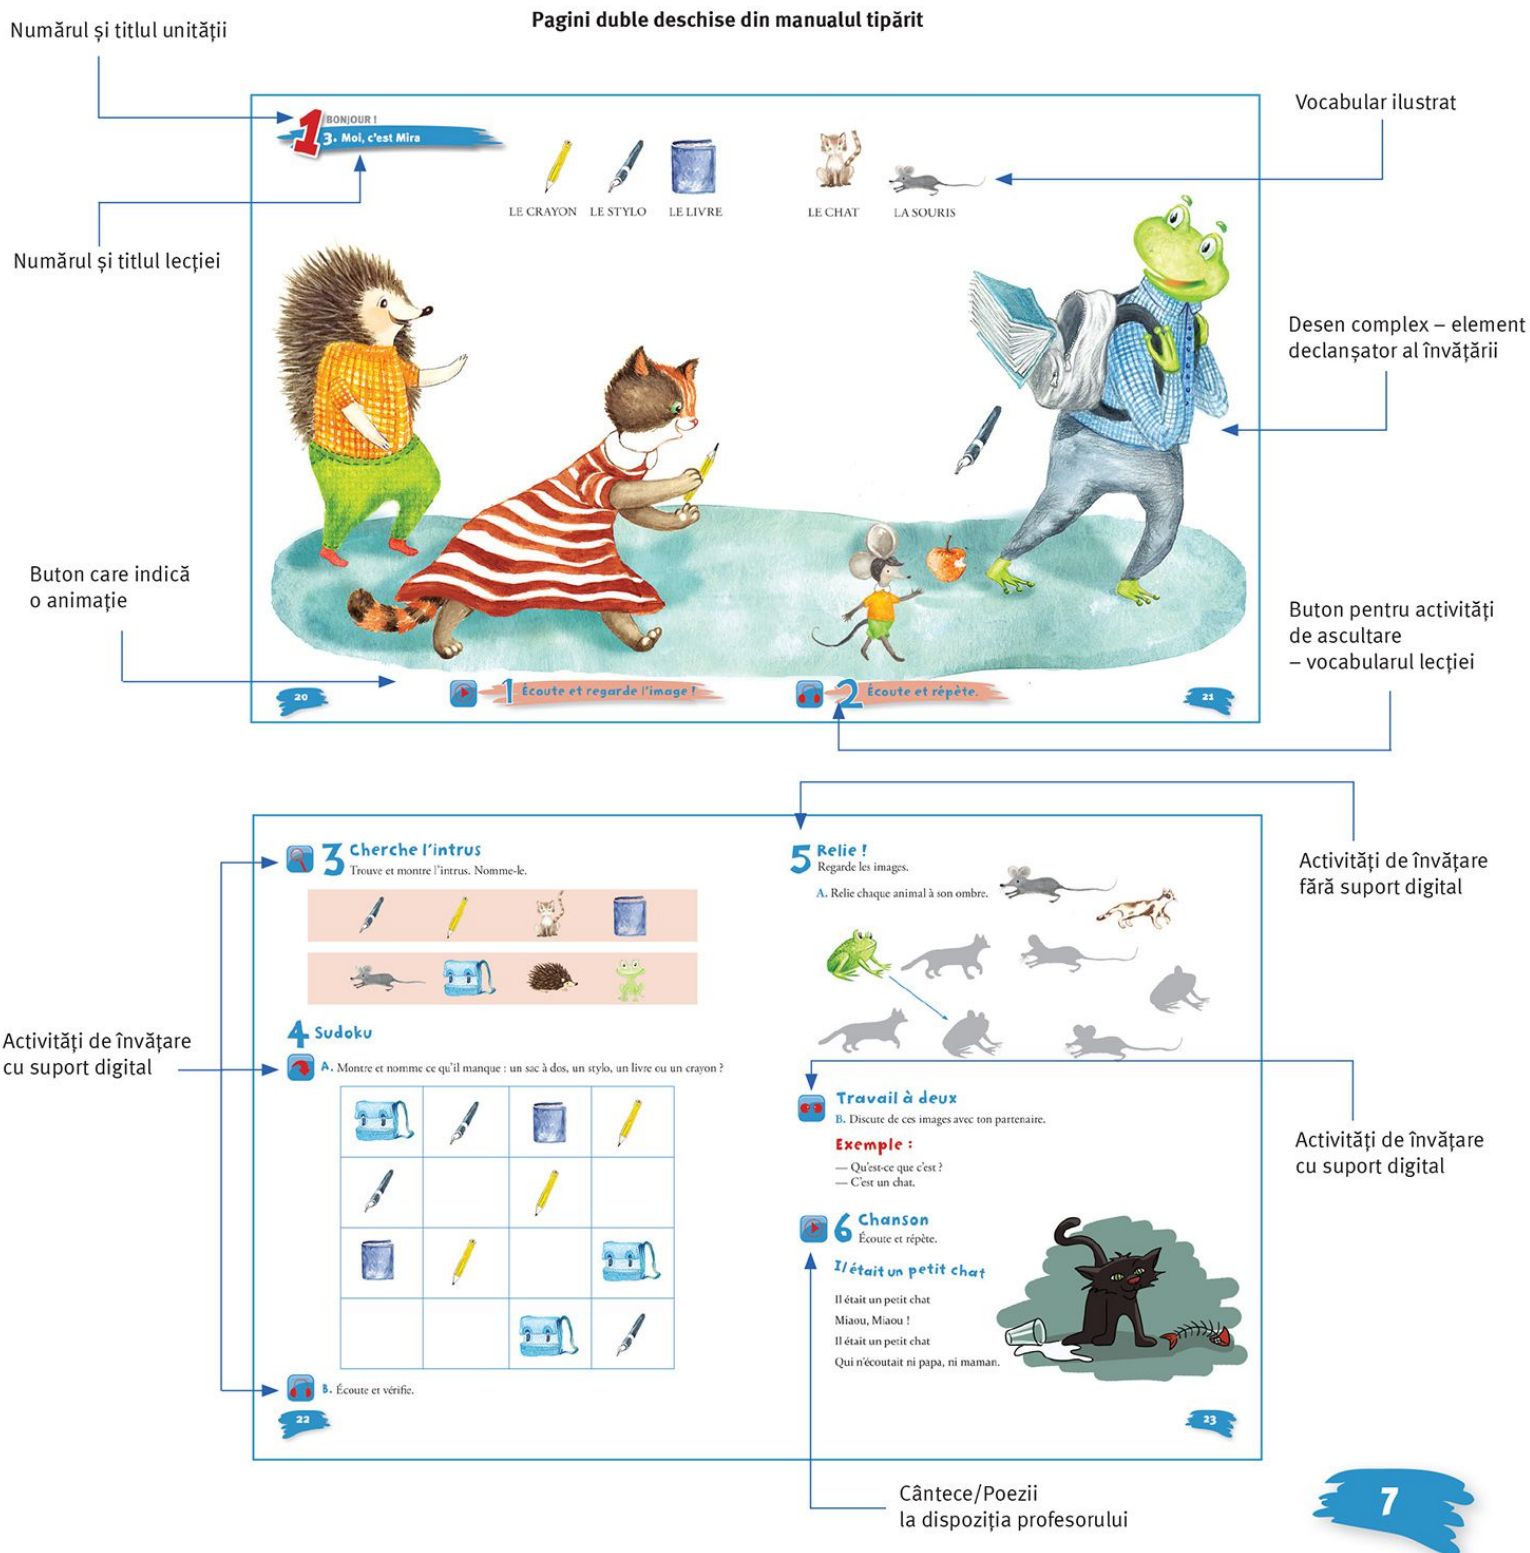 Pagini duble deschise din manualul tipărit
Numărul și titlul unității
Vocabular ilustrat
1
BONJOUR !
3. Moi, c'est Mira
LE CRAYON
LE STYLO
LE LIVRE
LE CHAT
LA SOURIS
Numărul și titlul lecției
Desen complex – element
declanșator al învățării
Buton care indică
o animație
Buton pentru activități
de ascultare
– vocabularul lecției
20
1 Écoute et regarde l'image !
2 Écoute et répète.
21
3 Cherche l'intrus
Trouve et montre l'intrus. Nomme-le.
4 Sudoku
A. Montre et nomme ce qu'il manque : un sac à dos, un stylo, un livre ou un crayon ?
B. Écoute et vérifie.
22
Activități de învățare
cu suport digital
5 Relie !
Regarde les images.
A. Relie chaque animal à son ombre.
Activități de învățare
fără suport digital
Travail à deux
B. Discute de ces images avec ton partenaire.
Exemple :
— Qu'est-ce que c'est ?
— C'est un chat.
Activități de învățare
cu suport digital
6 Chanson
Écoute et répète.
Il était un petit chat
Il était un petit chat
Miaou, Miaou !
Il était un petit chat
Qui n'écoutait ni papa, ni maman.
23
Cântece/Poezii
la dispoziția profesorului
7